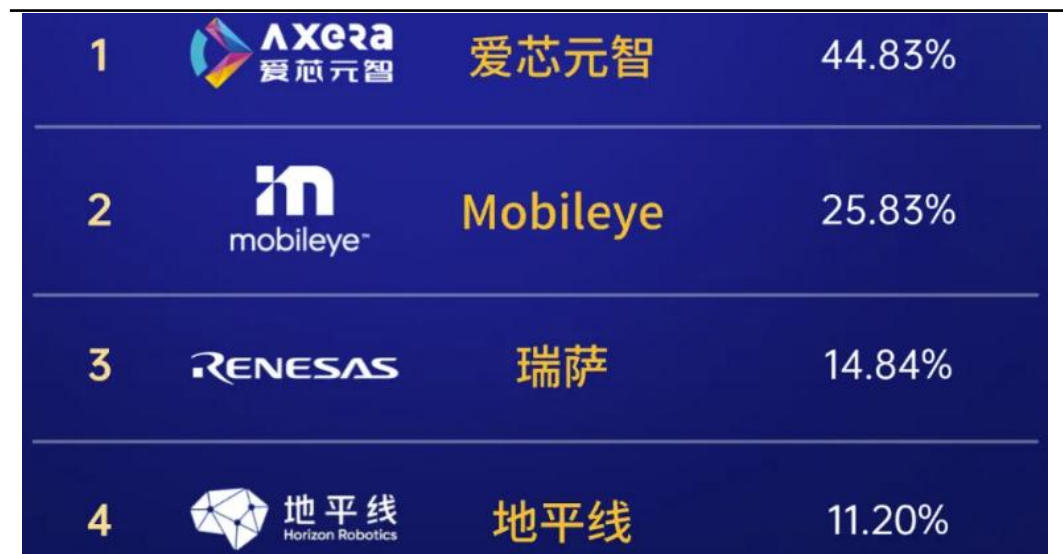 1
AXera
爱芯元智
爱芯元智
44.83%
2
mobileye™
Mobileye
25.83%
3
RENESAS
瑞萨
14.84%
4
地平线
Horizon Robotics
地平线
11.20%